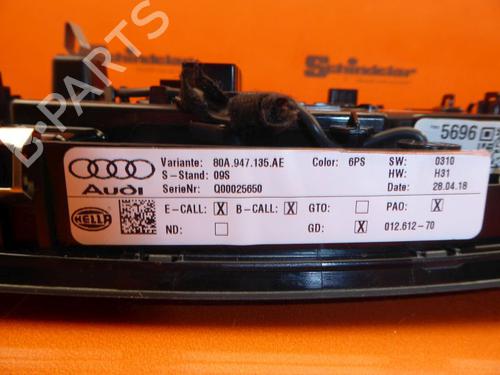 Schindclar
5696
Variante: 80A.947.135.AE Color: 6PS SW: 0310
S-Stand: 09S HW: H31
Audi SerieNr: Q00025650 Date: 28.04.18
HELLA E-CALL: X B-CALL: X GTO: PAO: X
ND: GD: X 012.612-70
B-PARTS